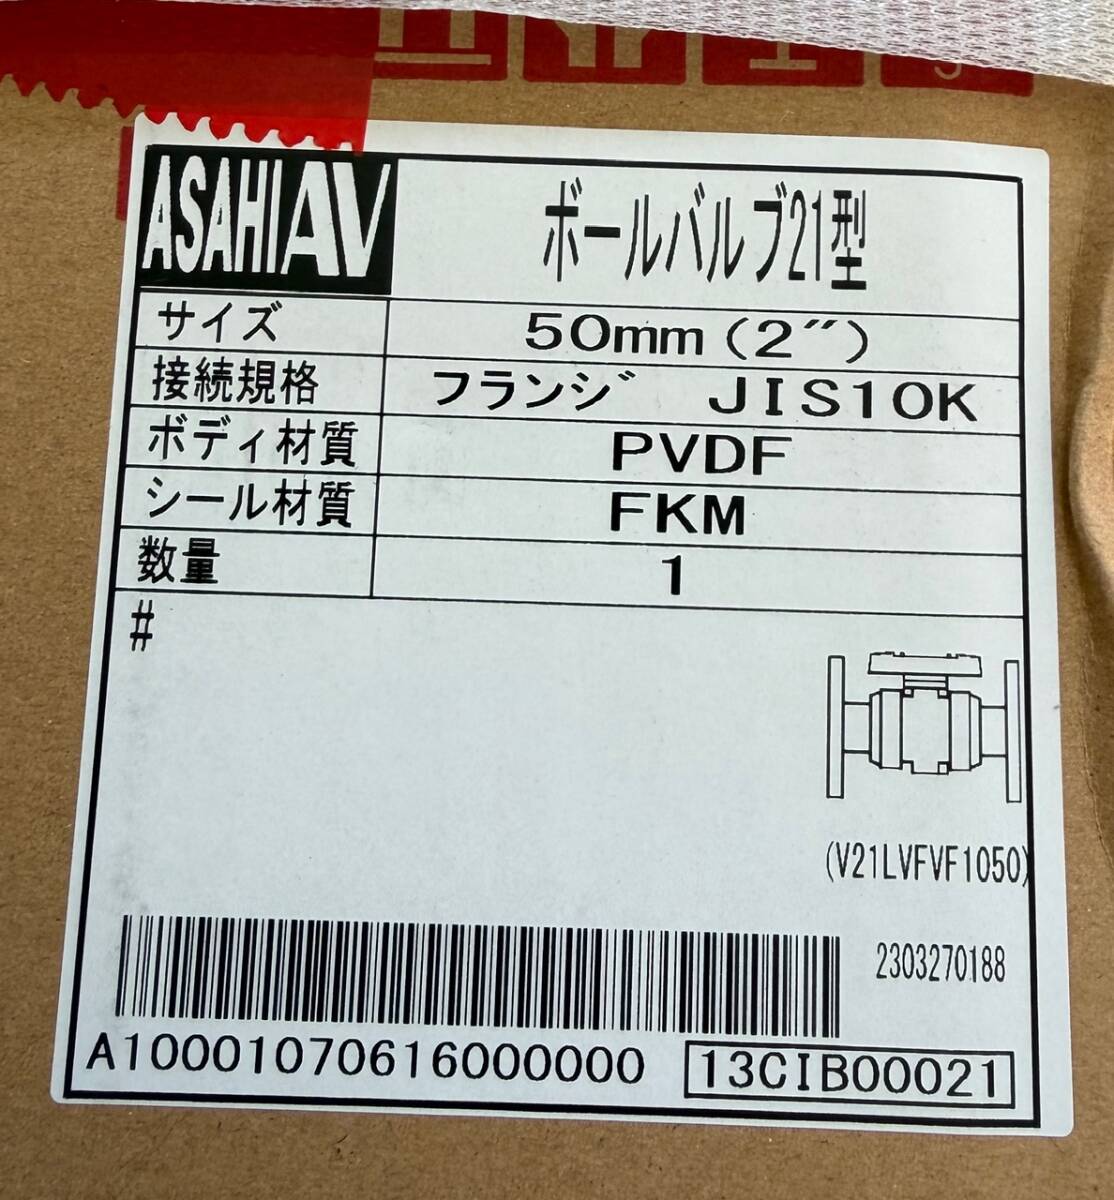 ASAHI AV
ボールバルブ21型
サイズ 50mm(2″)
接続規格 フランジ JIS10K
ボディ材質 PVDF
シール材質 FKM
数量 1
#
(V21LVFVF1050)
2303270188
A10001070616000000
13CIB00021